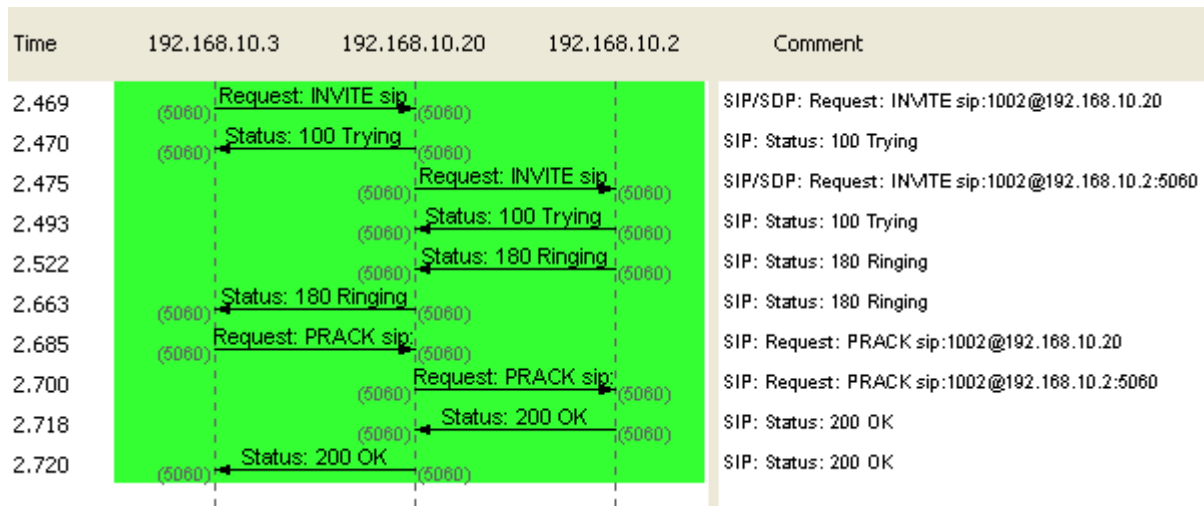 Time 192.168.10.3 192.168.10.20 192.168.10.2 Comment
2.469 (5060) Request: INVITE sip (5060) SIP/SDP: Request: INVITE sip:1002@192.168.10.20
2.470 (5060) Status: 100 Trying (5060) SIP: Status: 100 Trying
2.475 (5060) Request: INVITE sip (5060) SIP/SDP: Request: INVITE sip:1002@192.168.10.2:5060
2.493 (5060) Status: 100 Trying (5060) SIP: Status: 100 Trying
2.522 (5060) Status: 180 Ringing (5060) SIP: Status: 180 Ringing
2.663 (5060) Status: 180 Ringing (5060) SIP: Status: 180 Ringing
2.685 (5060) Request: PRACK sip: (5060) SIP: Request: PRACK sip:1002@192.168.10.20
2.700 (5060) Request: PRACK sip: (5060) SIP: Request: PRACK sip:1002@192.168.10.2:5060
2.718 (5060) Status: 200 OK (5060) SIP: Status: 200 OK
2.720 (5060) Status: 200 OK (5060) SIP: Status: 200 OK